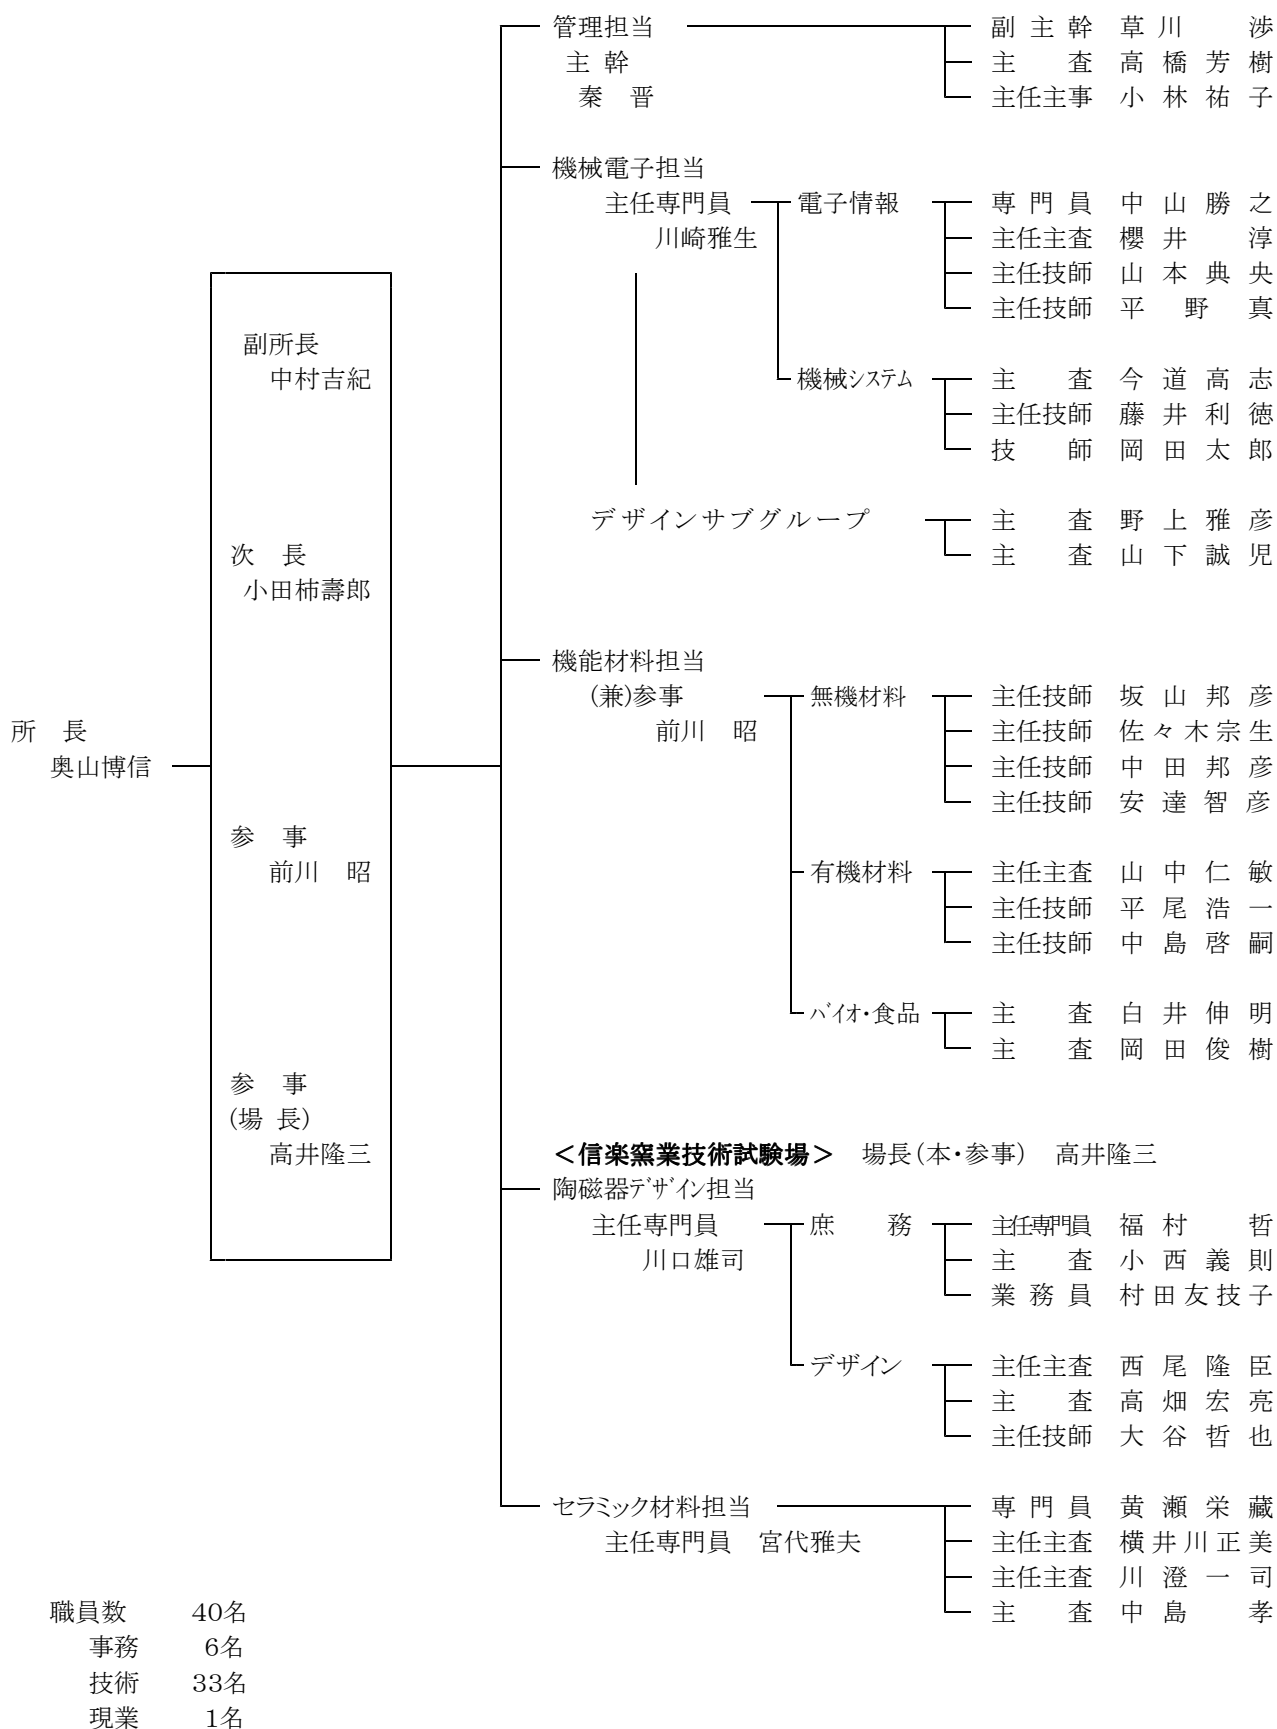 管理担当 副主幹 草川 渉
主幹 主査 高橋芳樹
秦 晋 主任主事 小林祐子
機械電子担当
主任専門員 電子情報 専門員 中山勝之
川崎雅生 主任主査 櫻井 淳
主任技師 山本典央
主任技師 平野 真
副所長
中村吉紀 機械システム 主査 今道高志
主任技師 藤井利徳
技師 岡田太郎
デザインサブグループ 主査 野上雅彦
次長 主査 山下誠児
小田柿壽郎
機能材料担当
(兼)参事 無機材料 主任技師 坂山邦彦
所長 前川 昭 主任技師 佐々木宗生
奥山博信 主任技師 中田邦彦
主任技師 安達智彦
参事
前川 昭 有機材料 主任主査 山中仁敏
主任技師 平尾浩一
主任技師 中島啓嗣
バイオ・食品 主査 白井伸明
主査 岡田俊樹
参事
(場長)
高井隆三 <信楽窯業技術試験場> 場長(本・参事) 高井隆三
陶磁器デザイン担当
主任専門員 庶務 主任専門員 福村 哲
川口雄司 主査 小西義則
業務員 村田友技子
デザイン 主任主査 西尾隆臣
主査 高畑宏亮
主任技師 大谷哲也
セラミック材料担当 専門員 黄瀬栄藏
主任専門員 宮代雅夫 主任主査 横井川正美
主任主査 川澄一司
職員数 40名 主査 中島 孝
事務 6名
技術 33名
現業 1名